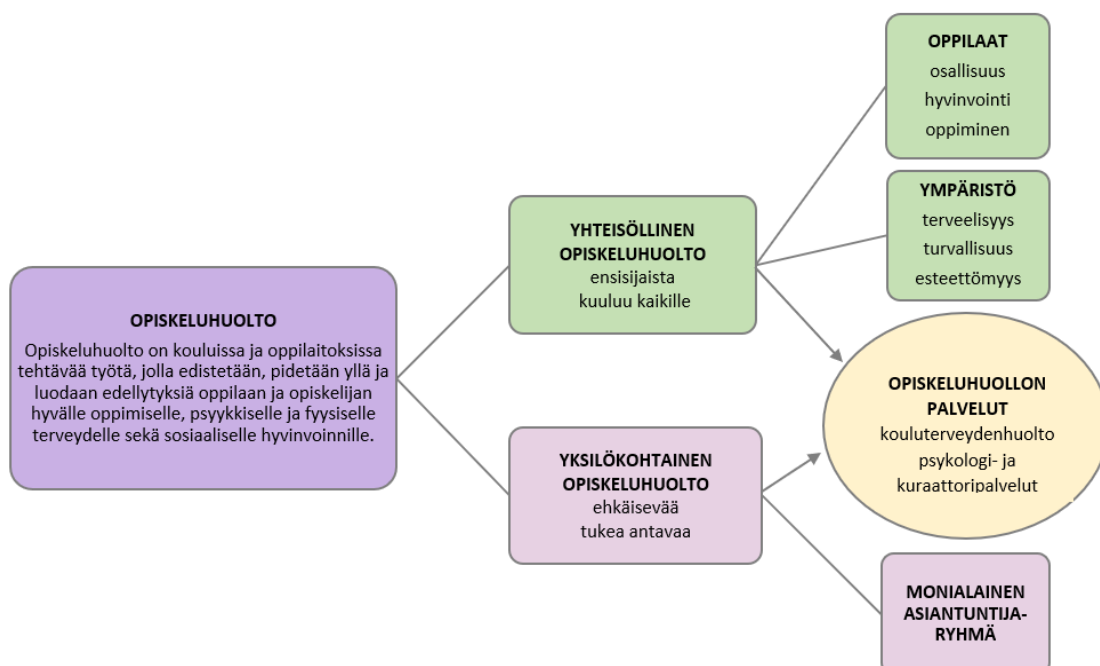 OPISKELUHUOLTO
Opiskeluhuolto on kouluissa ja oppilaitoksissa
tehtävää työtä, jolla edistetään, pidetään yllä ja
luodaan edellytyksiä oppilaan ja opiskelijan
hyvälle oppimiselle, psyykkiselle ja fyysiselle
terveydelle sekä sosiaaliselle hyvinvoinnille.
YHTEISÖLLINEN
OPISKELUHUOLTO
ensisijaista
kuuluu kaikille
YKSILÖKOHTAINEN
OPISKELUHUOLTO
ehkäisevää
tukea antavaa
OPPILAAT
osallisuus
hyvinvointi
oppiminen
YMPÄRISTÖ
terveelisyys
turvallisuus
esteettömyys
OPISKELUHUOLLON
PALVELUT
kouluterveydenhuolto
psykologi- ja
kuraattoripalvelut
MONIALAINEN
ASIANTUNTIJA-
RYHMÄ